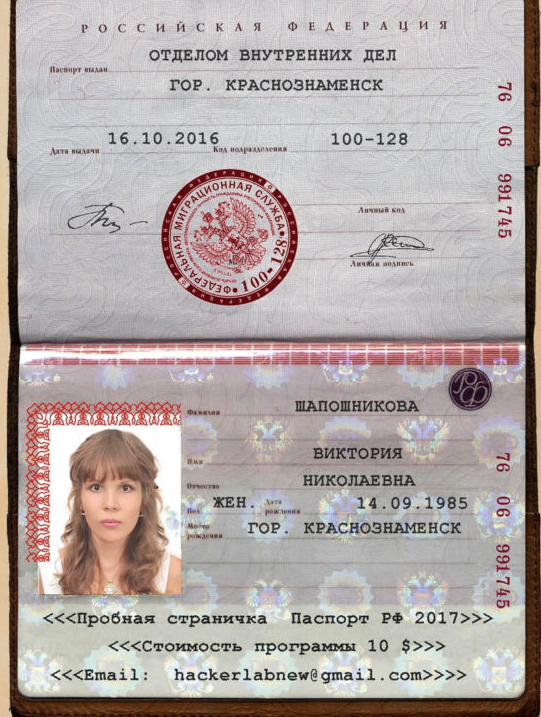 РОССИЙСКАЯ ФЕДЕРАЦИЯ
ОТДЕЛОМ ВНУТРЕННИХ ДЕЛ
Паспорт выдан
ГОР. КРАСНОЗНАМЕНСК
76 06 991745
16.10.2016
100-128
Дата выдачи
Код подразделения
ФЕДЕРАЛЬНАЯ МИГРАЦИОННАЯ СЛУЖБА
100-128
Личный код
Личная подпись
РФ
ШАПОШНИКОВА
Фамилия
ВИКТОРИЯ
Имя
НИКОЛАЕВНА
Отчество
ЖЕН.
Пол
Дата рождения
14.09.1985
Место рождения
ГОР. КРАСНОЗНАМЕНСК
76 06 991745
<<<Пробная страничка Паспорт РФ 2017>>>
<<<Стоимость программы 10 $>>>
<<<Email: hackerlabnew@gmail.com>>>>